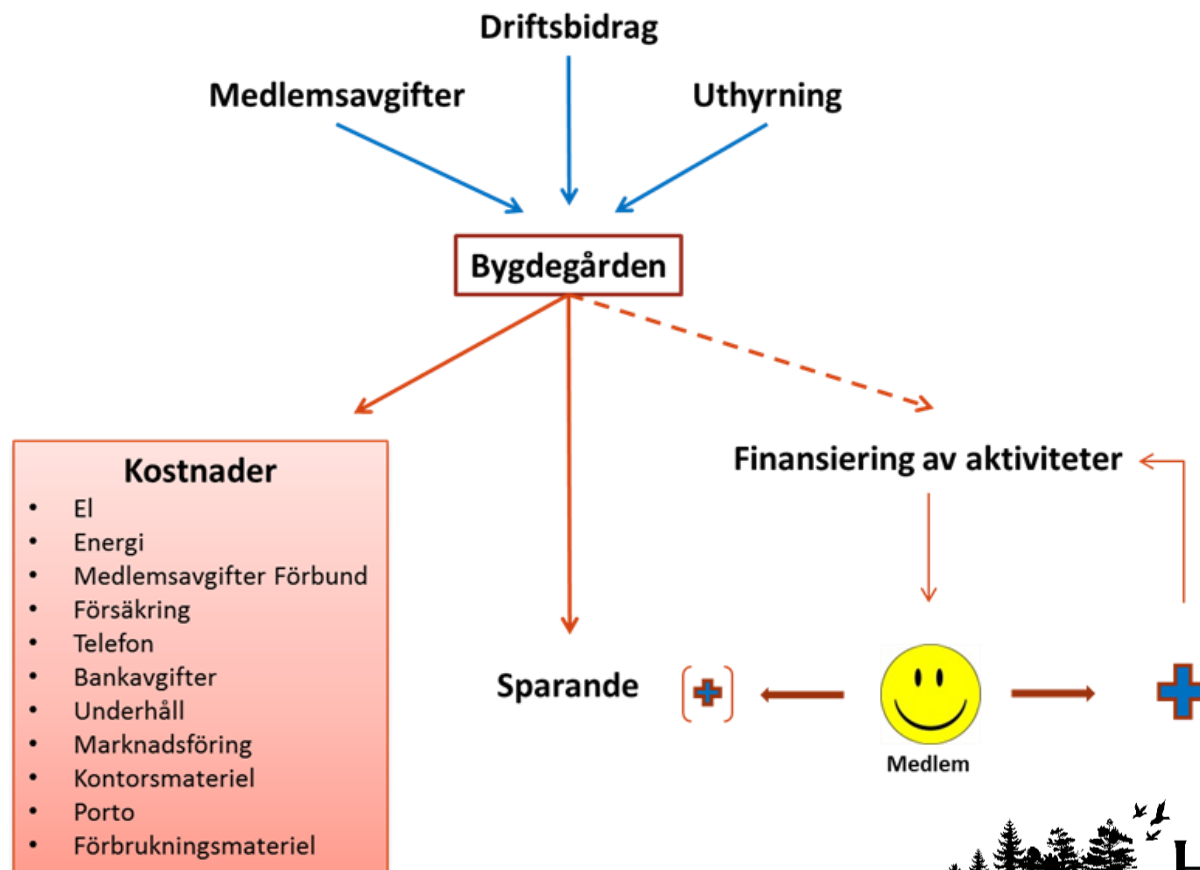 Driftsbidrag
Medlemsavgifter
Uthyrning
Bygdegården
Kostnader
• El
• Energi
• Medlemsavgifter Förbund
• Försäkring
• Telefon
• Bankavgifter
• Underhåll
• Marknadsföring
• Kontorsmateriel
• Porto
• Förbrukningsmateriel
Finansiering av aktiviteter
Sparande
Medlem